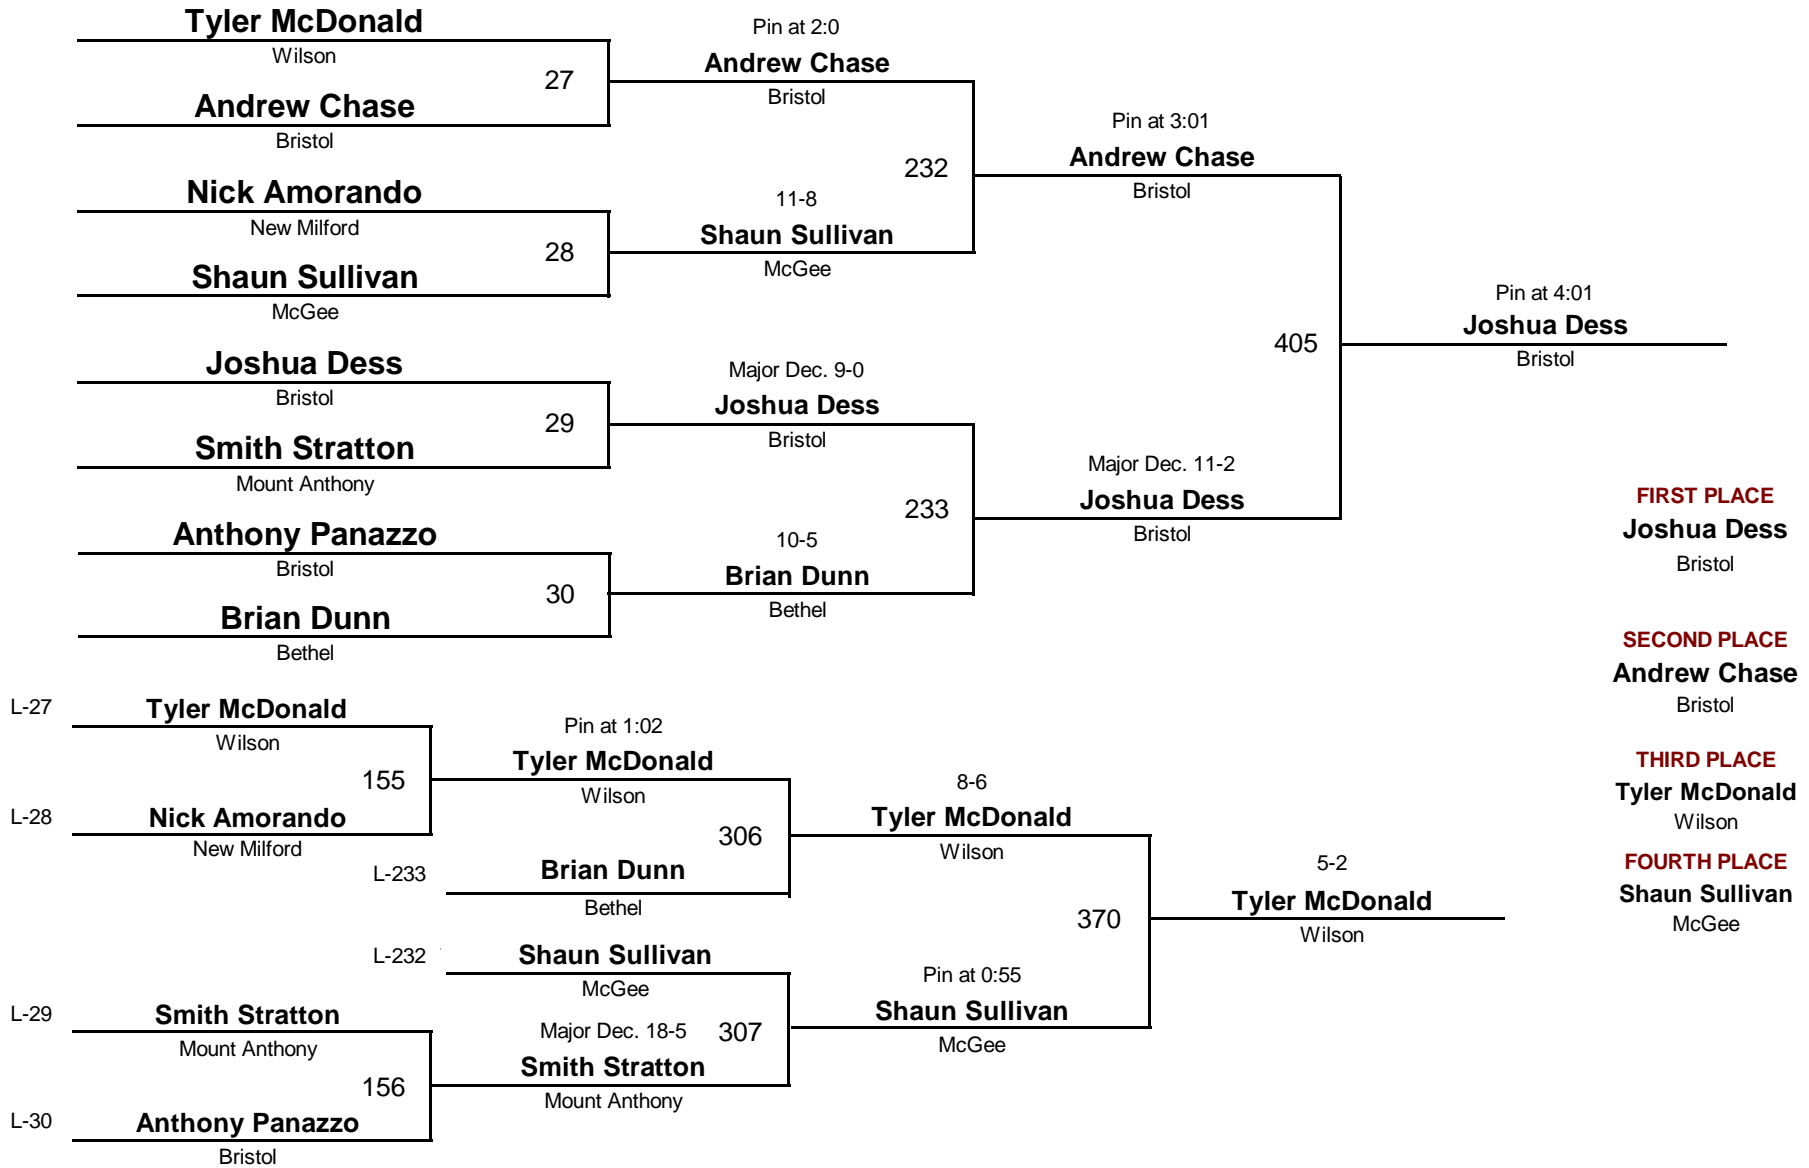 Tyler McDonald
Wilson
27
Andrew Chase
Bristol
Pin at 2:0
Andrew Chase
Bristol
Nick Amorando
New Milford
28
Shaun Sullivan
McGee
11-8
Shaun Sullivan
McGee
232
Pin at 3:01
Andrew Chase
Bristol
Joshua Dess
Bristol
29
Smith Stratton
Mount Anthony
Major Dec. 9-0
Joshua Dess
Bristol
Anthony Panazzo
Bristol
30
Brian Dunn
Bethel
10-5
Brian Dunn
Bethel
233
Major Dec. 11-2
Joshua Dess
Bristol
405
Pin at 4:01
Joshua Dess
Bristol
FIRST PLACE
Joshua Dess
Bristol
SECOND PLACE
Andrew Chase
Bristol
THIRD PLACE
Tyler McDonald
Wilson
FOURTH PLACE
Shaun Sullivan
McGee
L-27
Tyler McDonald
Wilson
155
L-28
Nick Amorando
New Milford
Pin at 1:02
Tyler McDonald
Wilson
306
L-233
Brian Dunn
Bethel
8-6
Tyler McDonald
Wilson
L-232
Shaun Sullivan
McGee
307
L-29
Smith Stratton
Mount Anthony
156
L-30
Anthony Panazzo
Bristol
Major Dec. 18-5
Smith Stratton
Mount Anthony
Pin at 0:55
Shaun Sullivan
McGee
370
5-2
Tyler McDonald
Wilson